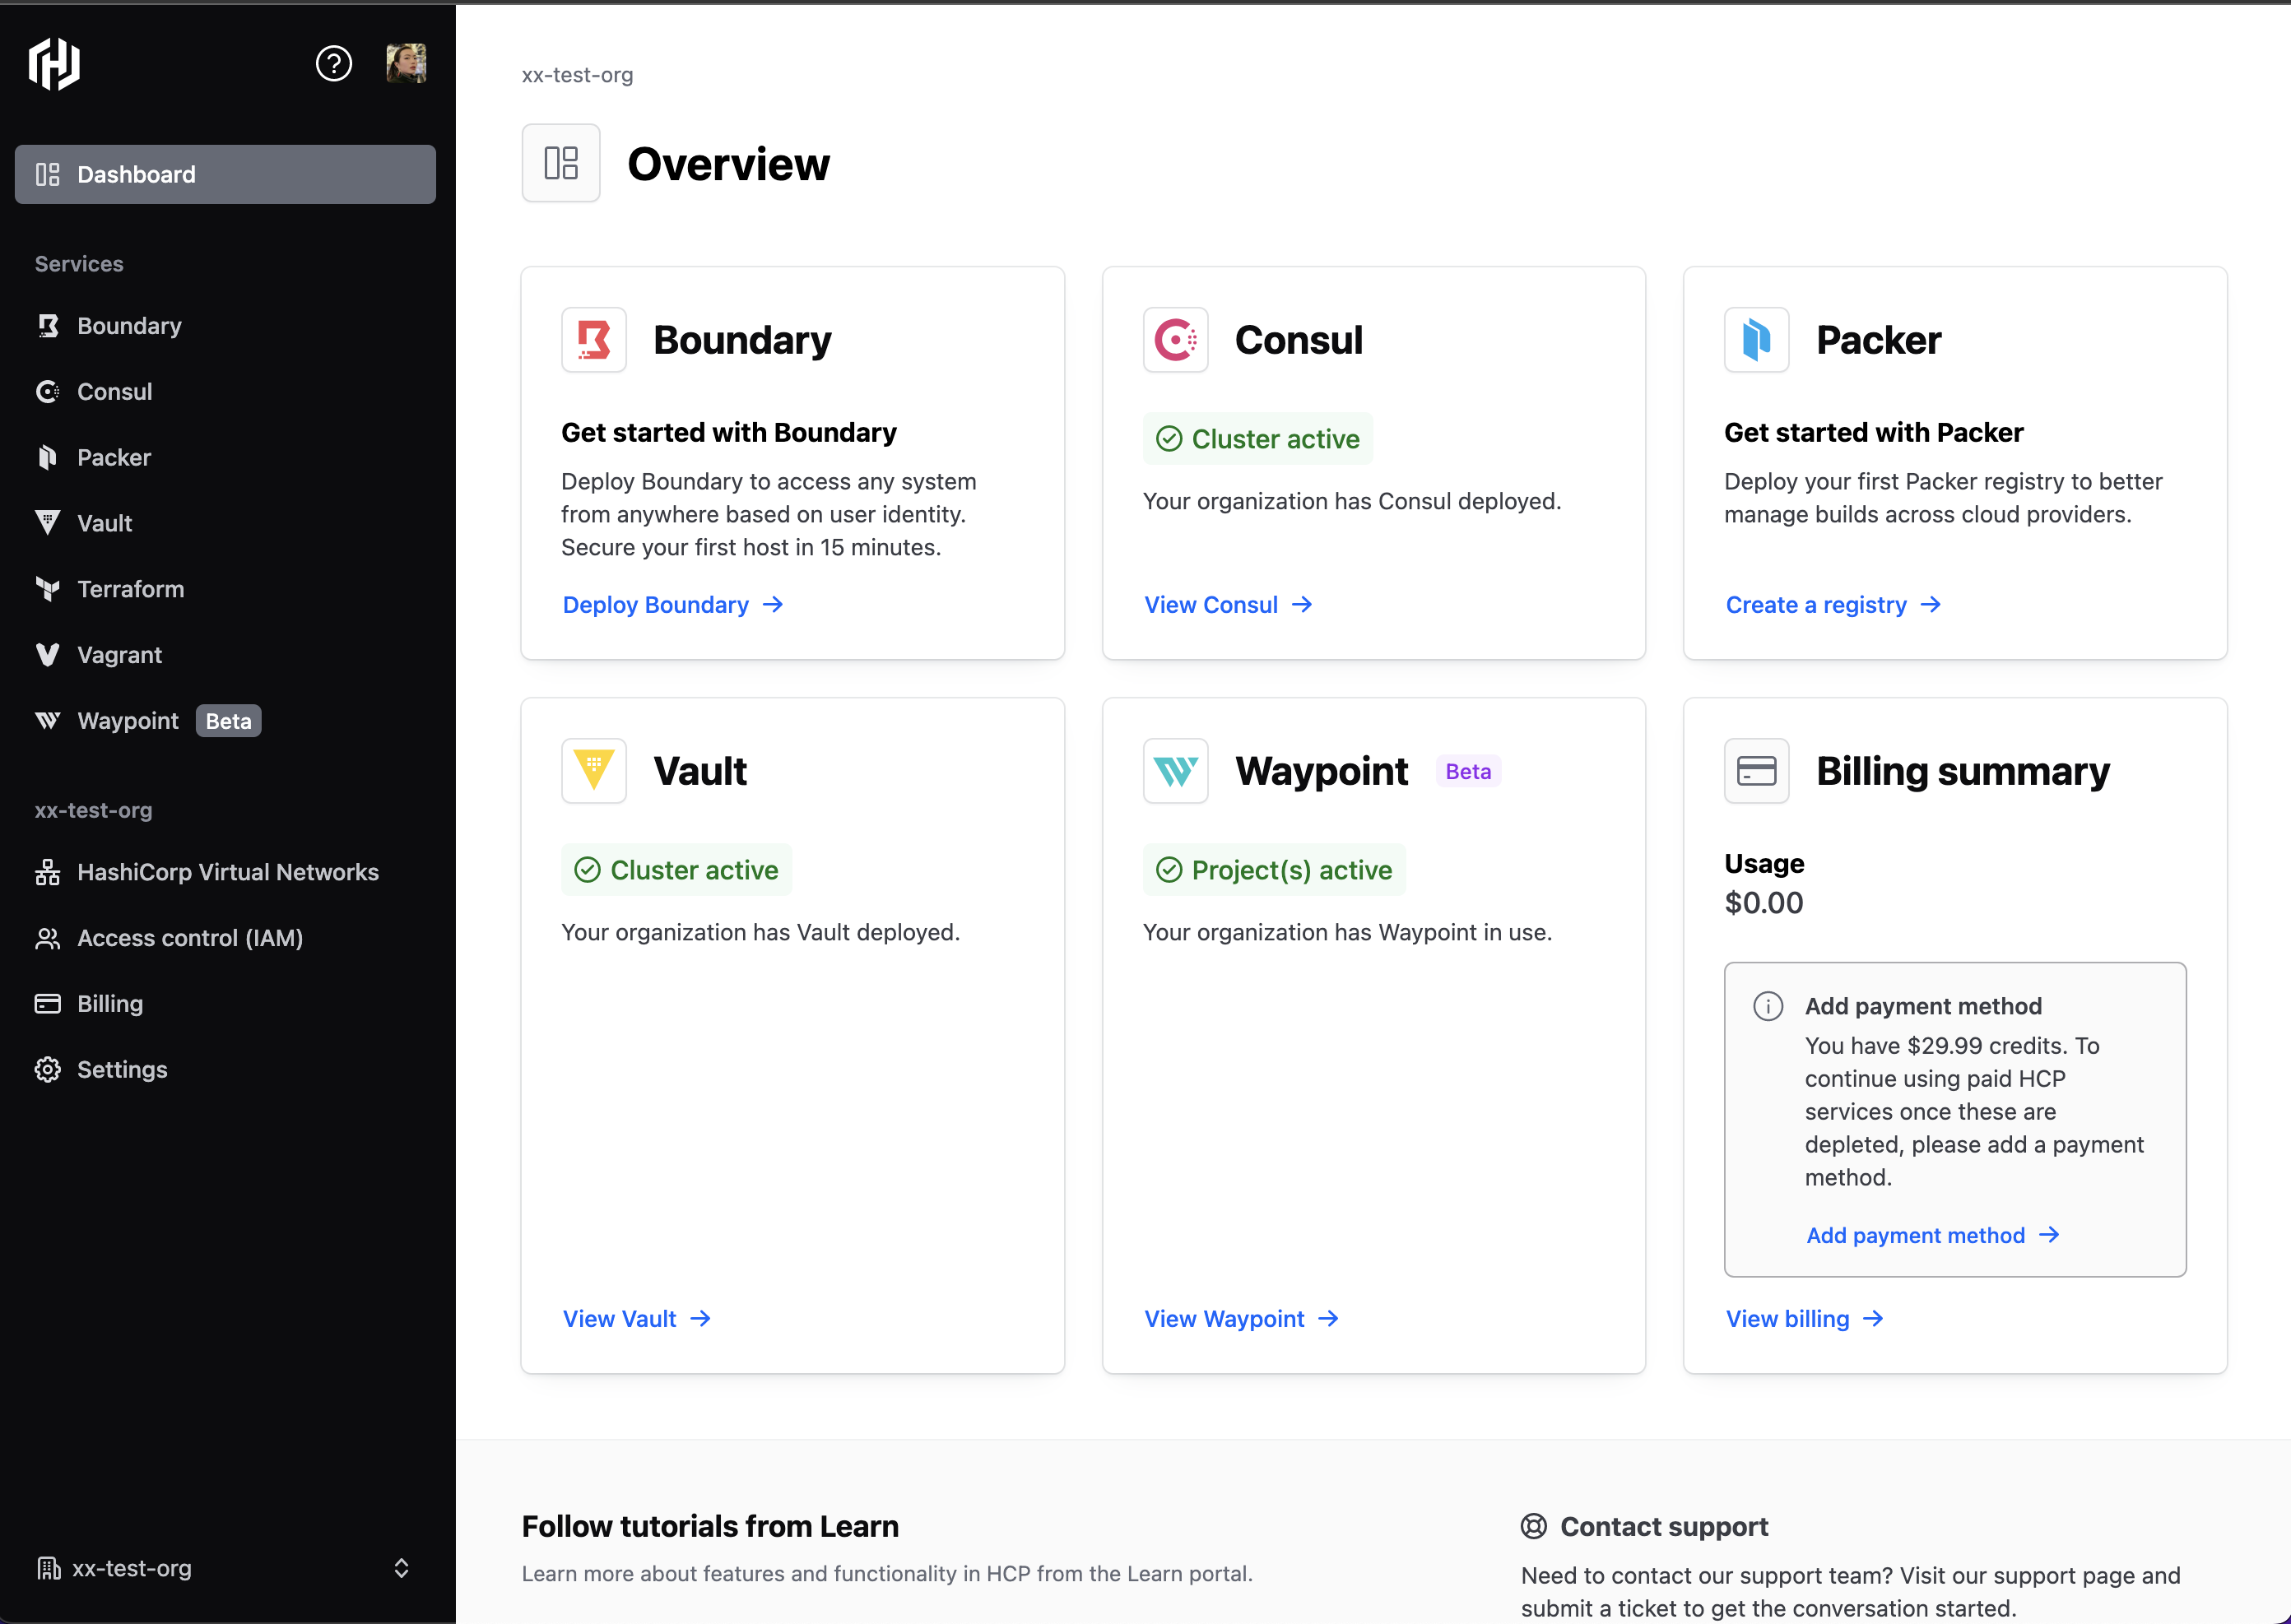 Dashboard
Services
Boundary
Consul
Packer
Vault
Terraform
Vagrant
Waypoint Beta
xx-test-org
HashiCorp Virtual Networks
Access control (IAM)
Billing
Settings
xx-test-org
xx-test-org
Overview
Boundary
Get started with Boundary
Deploy Boundary to access any system
from anywhere based on user identity.
Secure your first host in 15 minutes.
Deploy Boundary
Consul
Cluster active
Your organization has Consul deployed.
View Consul
Packer
Get started with Packer
Deploy your first Packer registry to better
manage builds across cloud providers.
Create a registry
Vault
Cluster active
Your organization has Vault deployed.
View Vault
Waypoint Beta
Project(s) active
Your organization has Waypoint in use.
View Waypoint
Billing summary
Usage
$0.00
Add payment method
You have $29.99 credits. To
continue using paid HCP
services once these are
depleted, please add a payment
method.
Add payment method
View billing
Follow tutorials from Learn
Learn more about features and functionality in HCP from the Learn portal.
Contact support
Need to contact our support team? Visit our support page and
submit a ticket to get the conversation started.